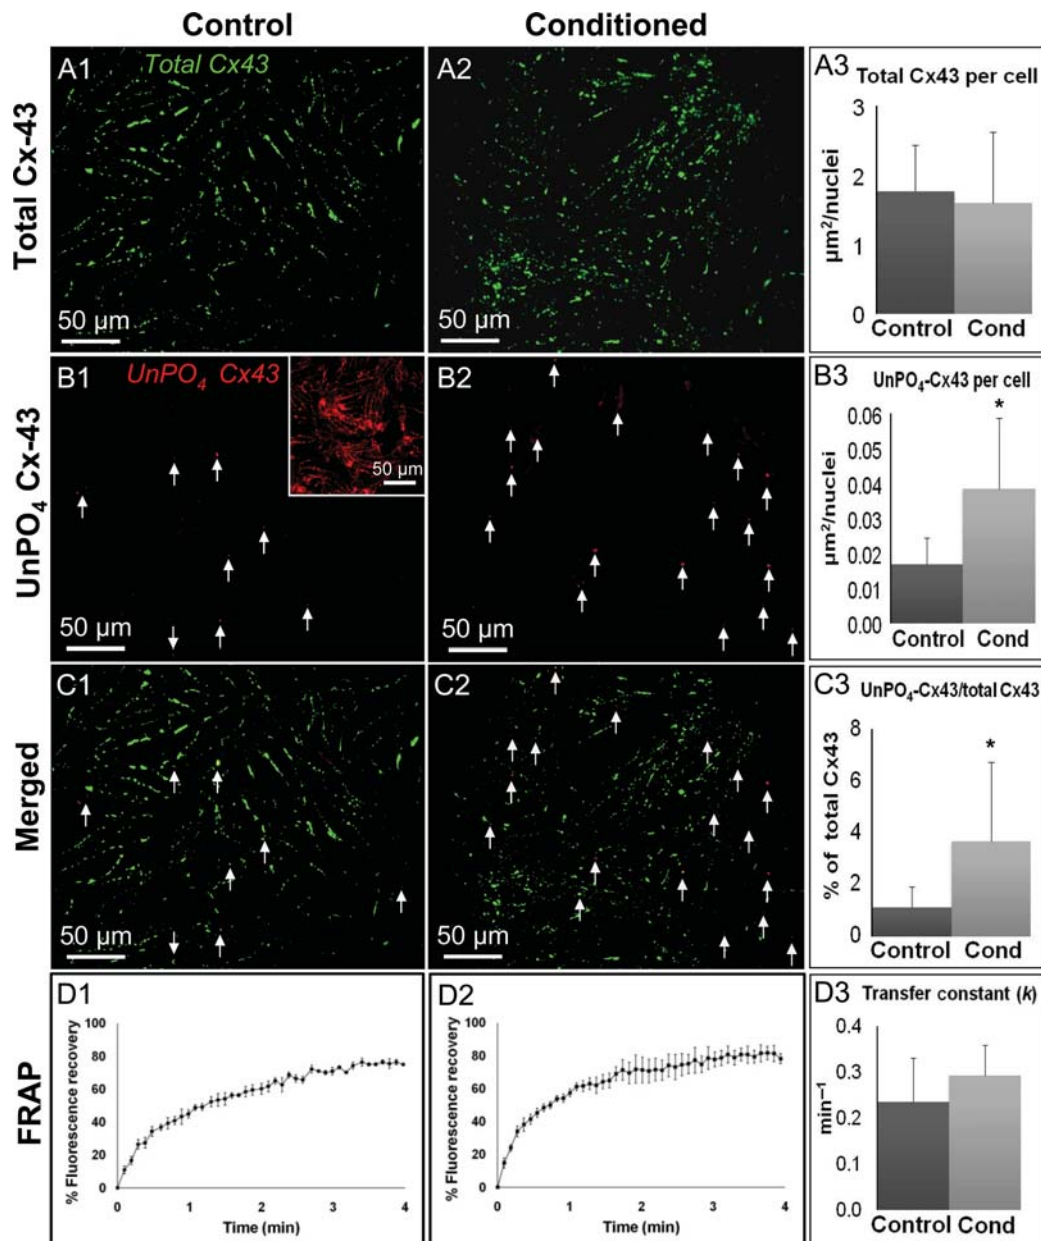 Control
Conditioned
Total Cx-43
A1
Total Cx43
50 µm
A2
50 µm
A3
Total Cx43 per cell
µm²/nuclei
3
2
1
0
Control
Cond
UnPO₄ Cx-43
B1
UnPO₄ Cx43
50 µm
50 µm
B2
50 µm
B3
UnPO₄-Cx43 per cell
µm²/nuclei
0.06
0.05
0.04
0.03
0.02
0.01
0.00
*
Control
Cond
Merged
C1
50 µm
C2
50 µm
C3
UnPO₄-Cx43/total Cx43
% of total Cx43
8
6
4
2
0
*
Control
Cond
FRAP
D1
% Fluorescence recovery
100
80
60
40
20
0
0
1
2
3
4
Time (min)
D2
% Fluorescence recovery
100
80
60
40
20
0
0
1
2
3
4
Time (min)
D3
Transfer constant (k)
min⁻¹
0.4
0.3
0.2
0.1
0.0
Control
Cond